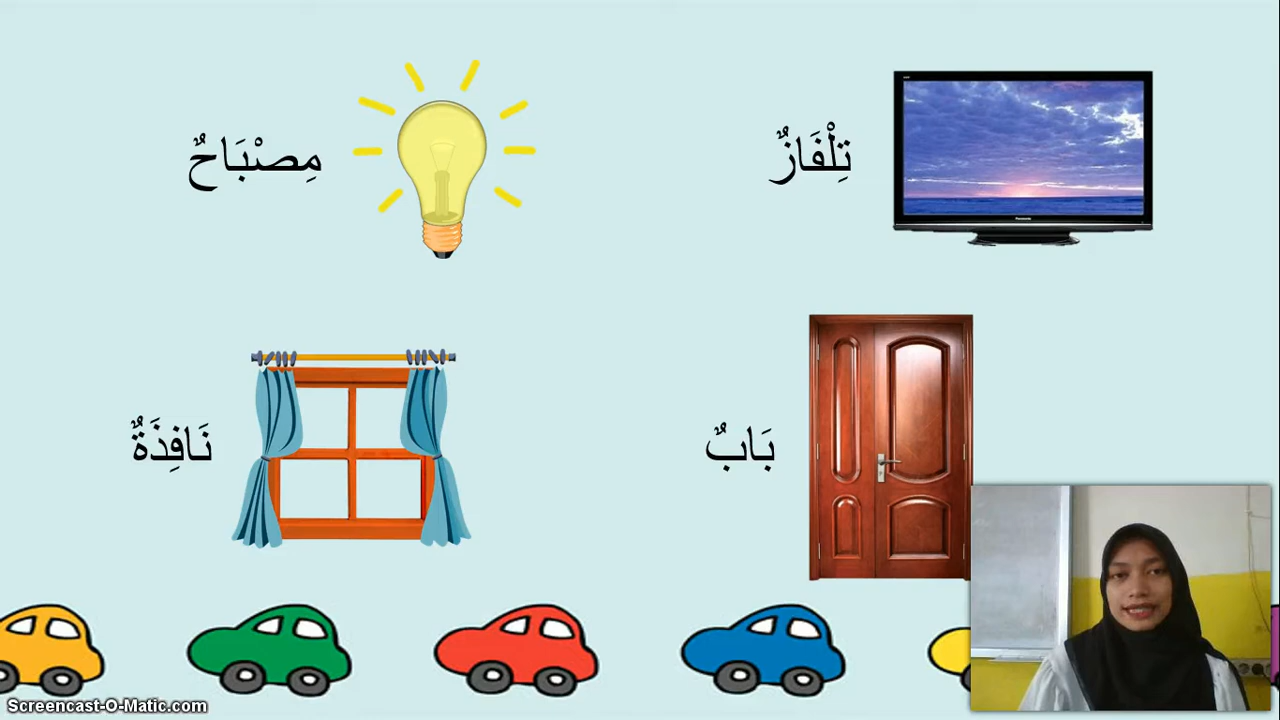 تِلْفَازٌ
مِصْبَاحٌ
بَابٌ
نَافِذَةٌ
Screencast-O-Matic.com